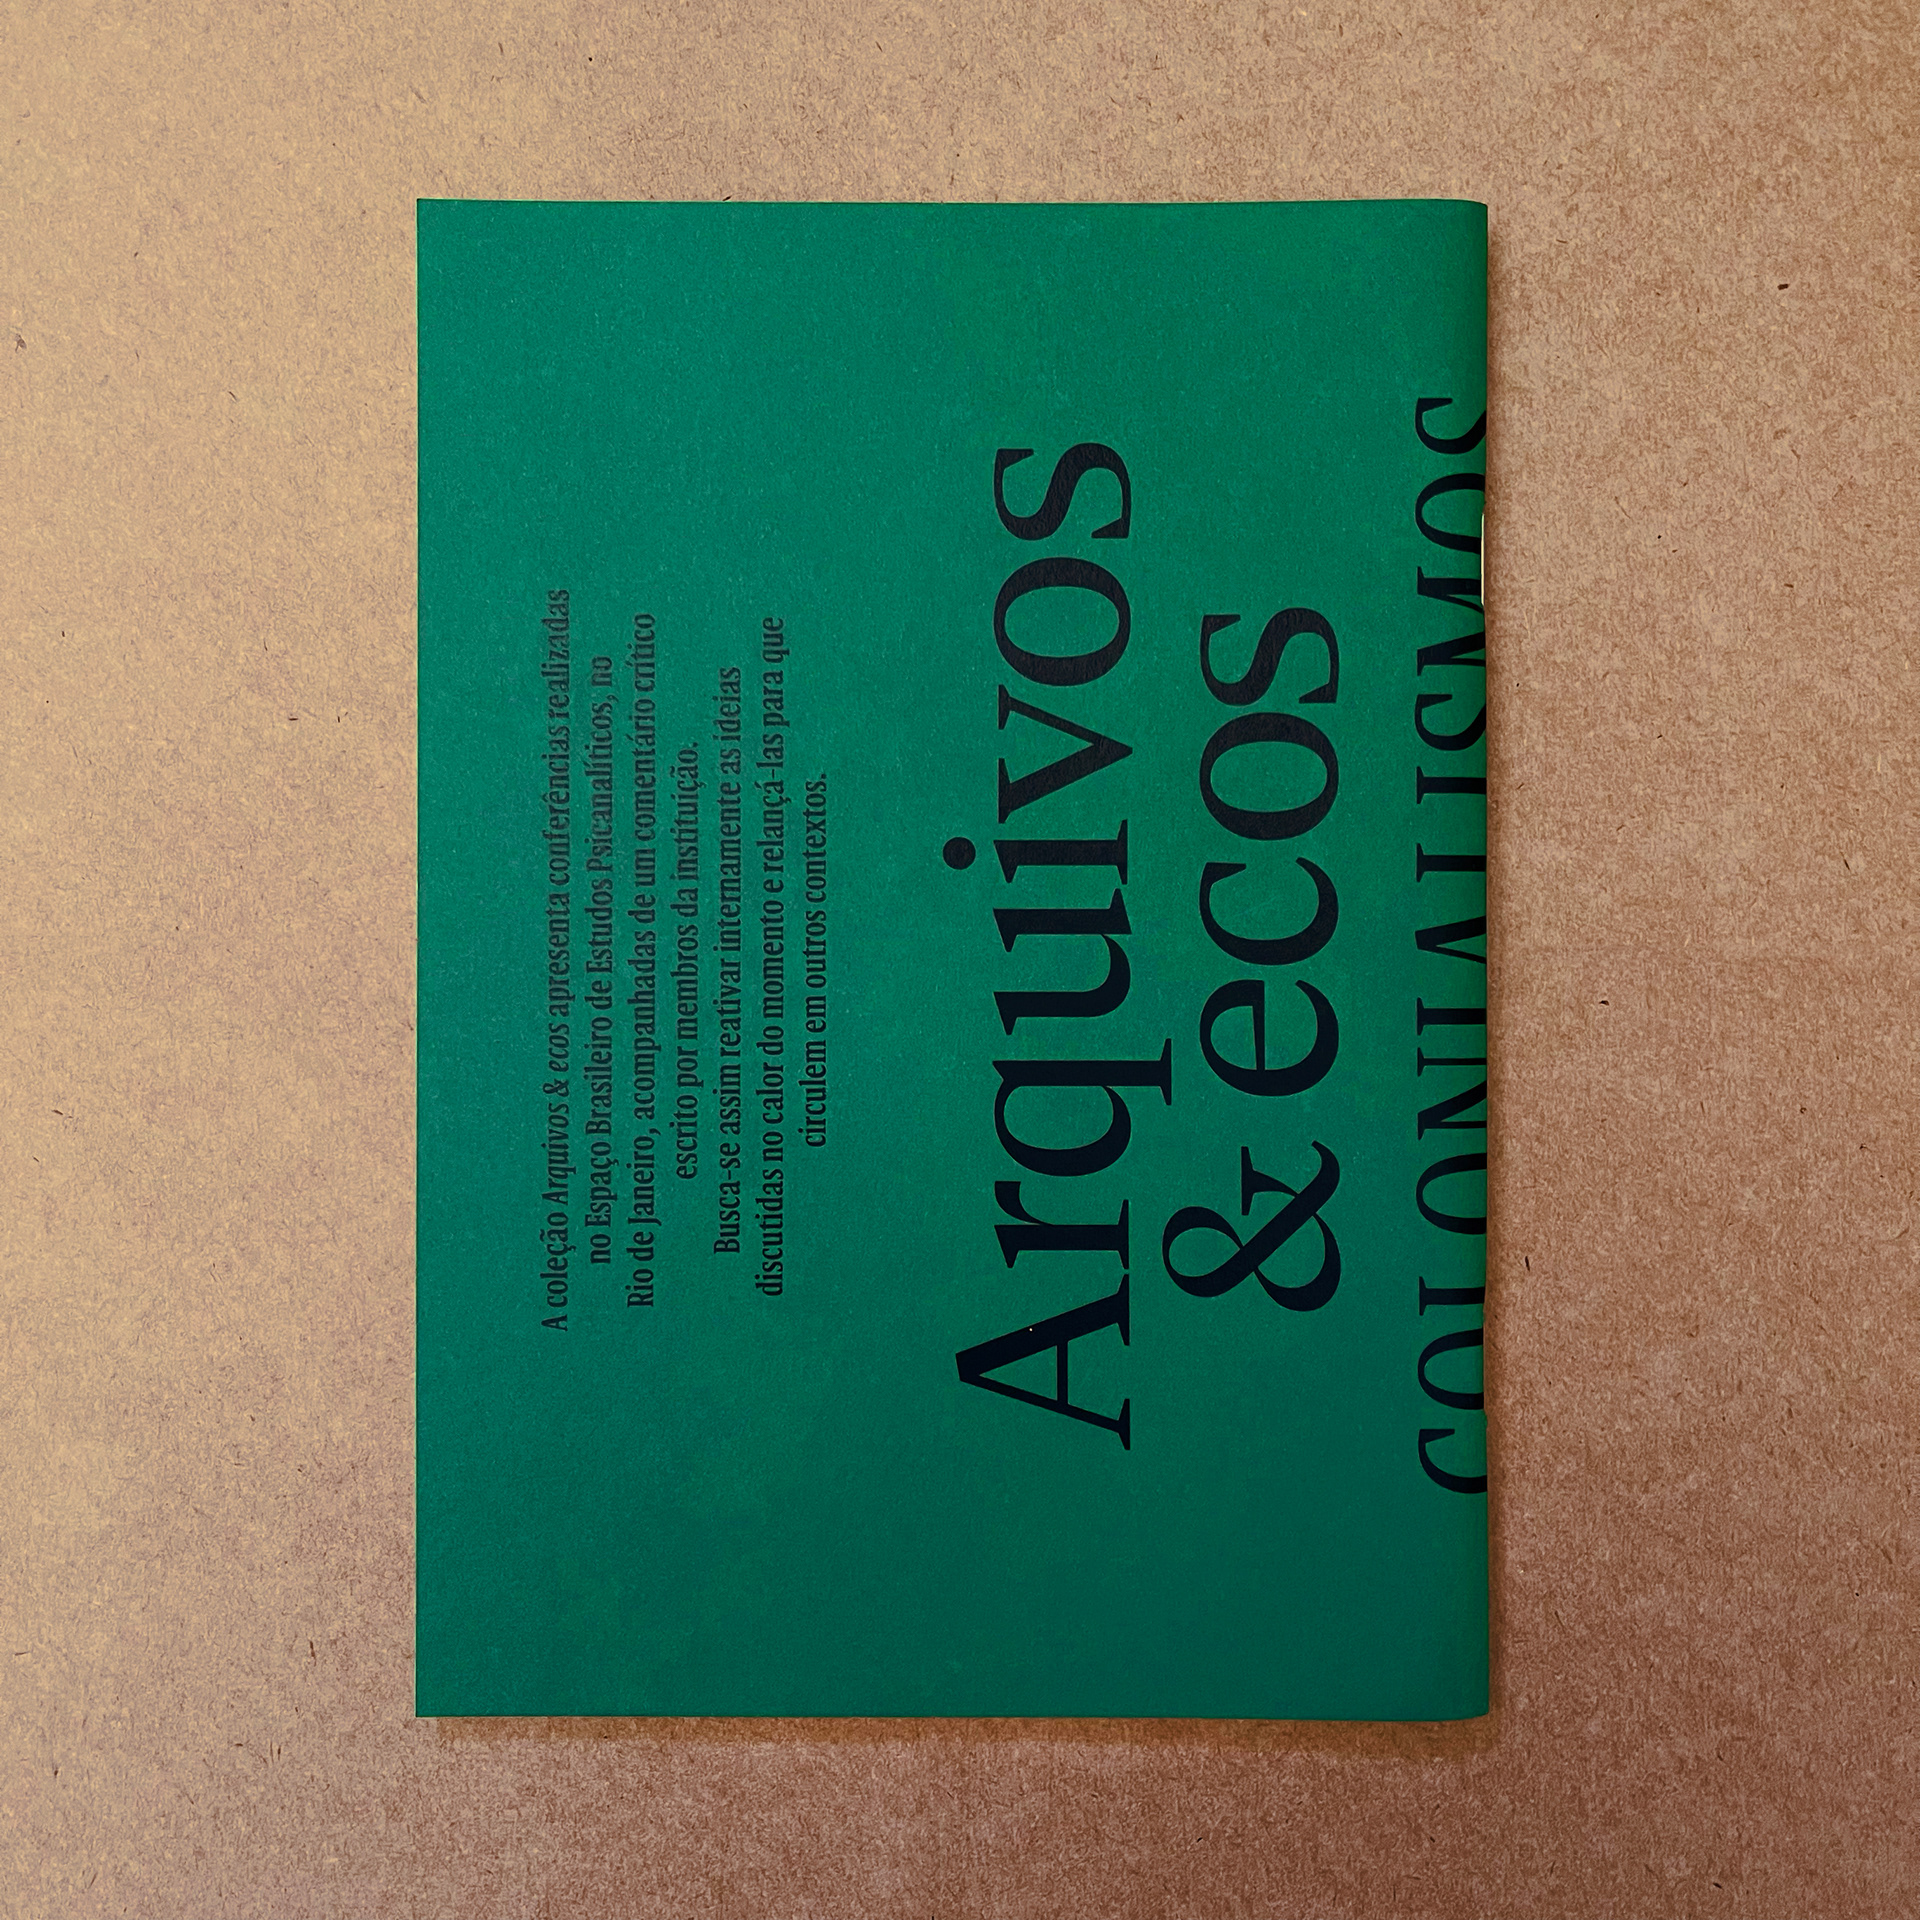 A coleção Arquivos & ecos apresenta conferências realizadas
no Espaço Brasileiro de Estudos Psicanalíticos, no
Rio de Janeiro, acompanhadas de um comentário crítico
escrito por membros da instituição.
Busca-se assim reativar internamente as ideias
discutidas no calor do momento e relançá-las para que
circulem em outros contextos.
Arquivos
& ecos
COLONIALISMOS